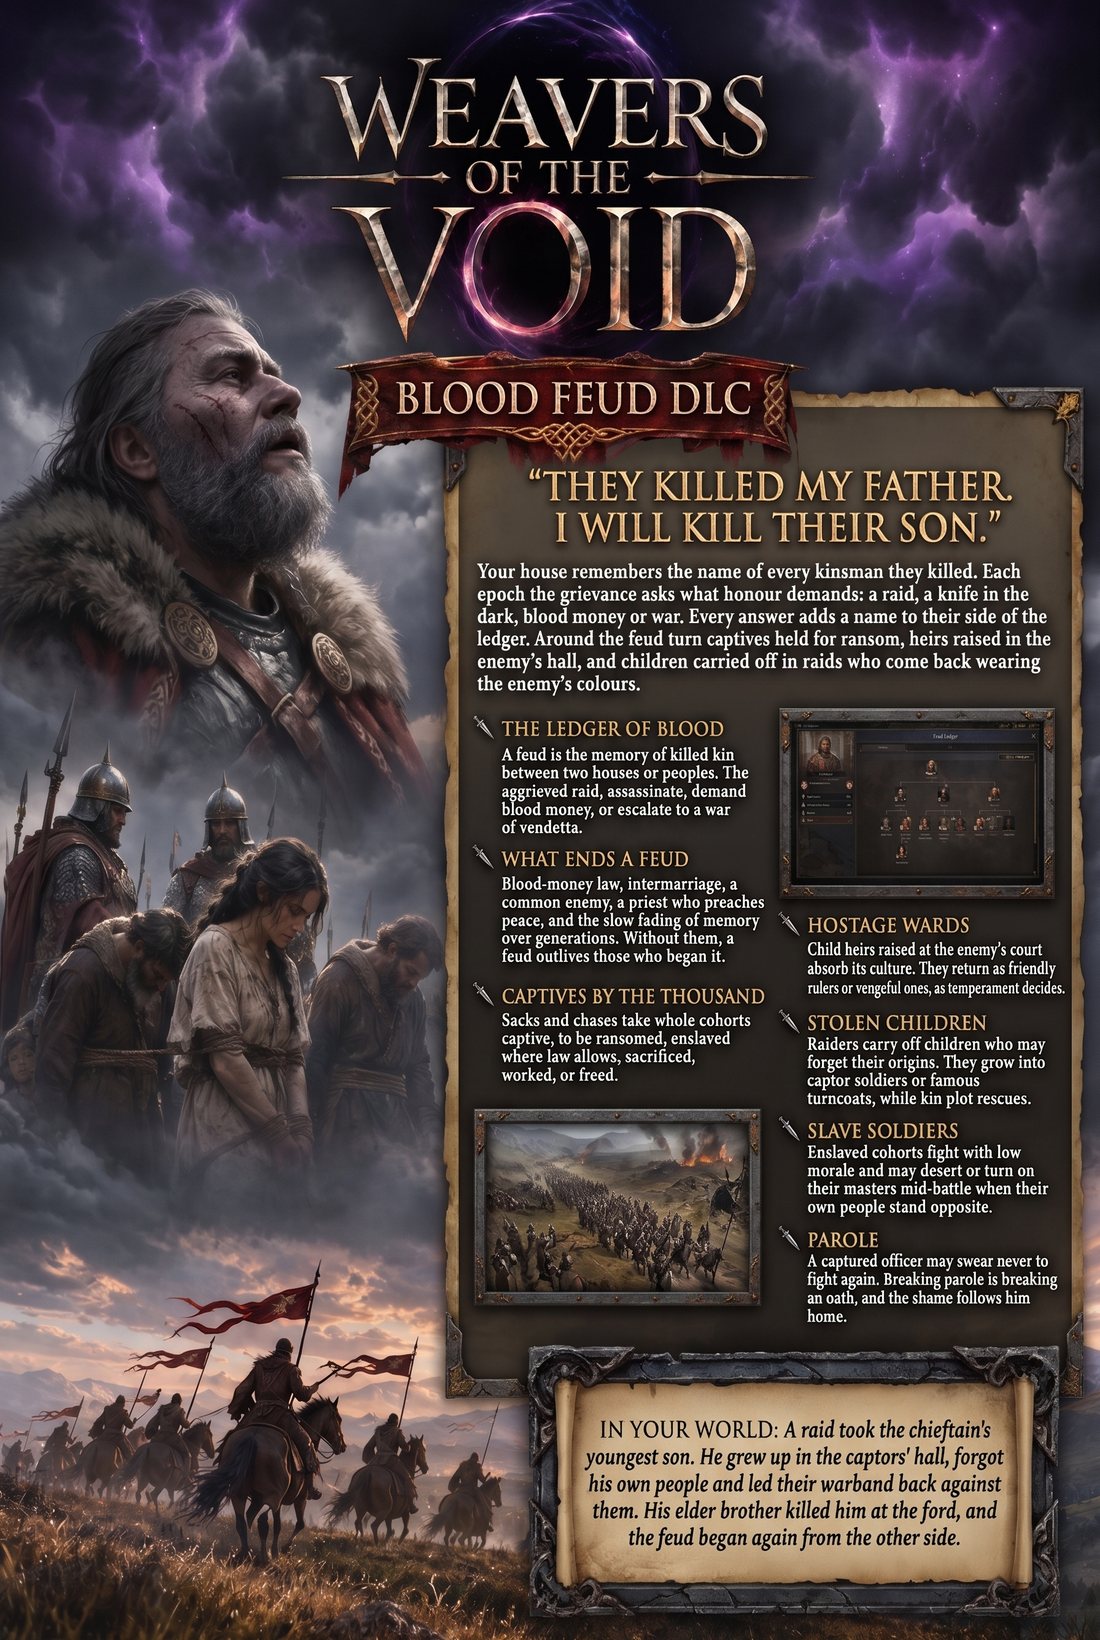 WEAVERS
OF THE
VOID
BLOOD FEUD DLC
“THEY KILLED MY FATHER.
I WILL KILL THEIR SON.”
Your house remembers the name of every kinsman they killed. Each
epoch the grievance asks what honour demands: a raid, a knife in the
dark, blood money or war. Every answer adds a name to their side of the
ledger. Around the feud turn captives held for ransom, heirs raised in the
enemy’s hall, and children carried off in raids who come back wearing
the enemy’s colours.
THE LEDGER OF BLOOD
A feud is the memory of killed kin
between two houses or peoples. The
aggrieved raid, assassinate, demand
blood money, or escalate to a war
of vendetta.
WHAT ENDS A FEUD
Blood-money law, intermarriage, a
common enemy, a priest who preaches
peace, and the slow fading of memory
over generations. Without them, a
feud outlives those who began it.
CAPTIVES BY THE THOUSAND
Sacks and chases take whole cohorts
captive, to be ransomed, enslaved
where law allows, sacrificed,
worked, or freed.
Feud Ledger
HOSTAGE WARDS
Child heirs raised at the enemy’s court
absorb its culture. They return as friendly
rulers or vengeful ones, as temperament decides.
STOLEN CHILDREN
Raiders carry off children who may
forget their origins. They grow into
captor soldiers or famous
turncoats, while kin plot rescues.
SLAVE SOLDIERS
Enslaved cohorts fight with low
morale and may desert or turn on
their masters mid-battle when their
own people stand opposite.
PAROLE
A captured officer may swear never to
fight again. Breaking parole is breaking
an oath, and the shame follows him
home.
IN YOUR WORLD: A raid took the chieftain's
youngest son. He grew up in the captors' hall, forgot
his own people and led their warband back against
them. His elder brother killed him at the ford, and
the feud began again from the other side.